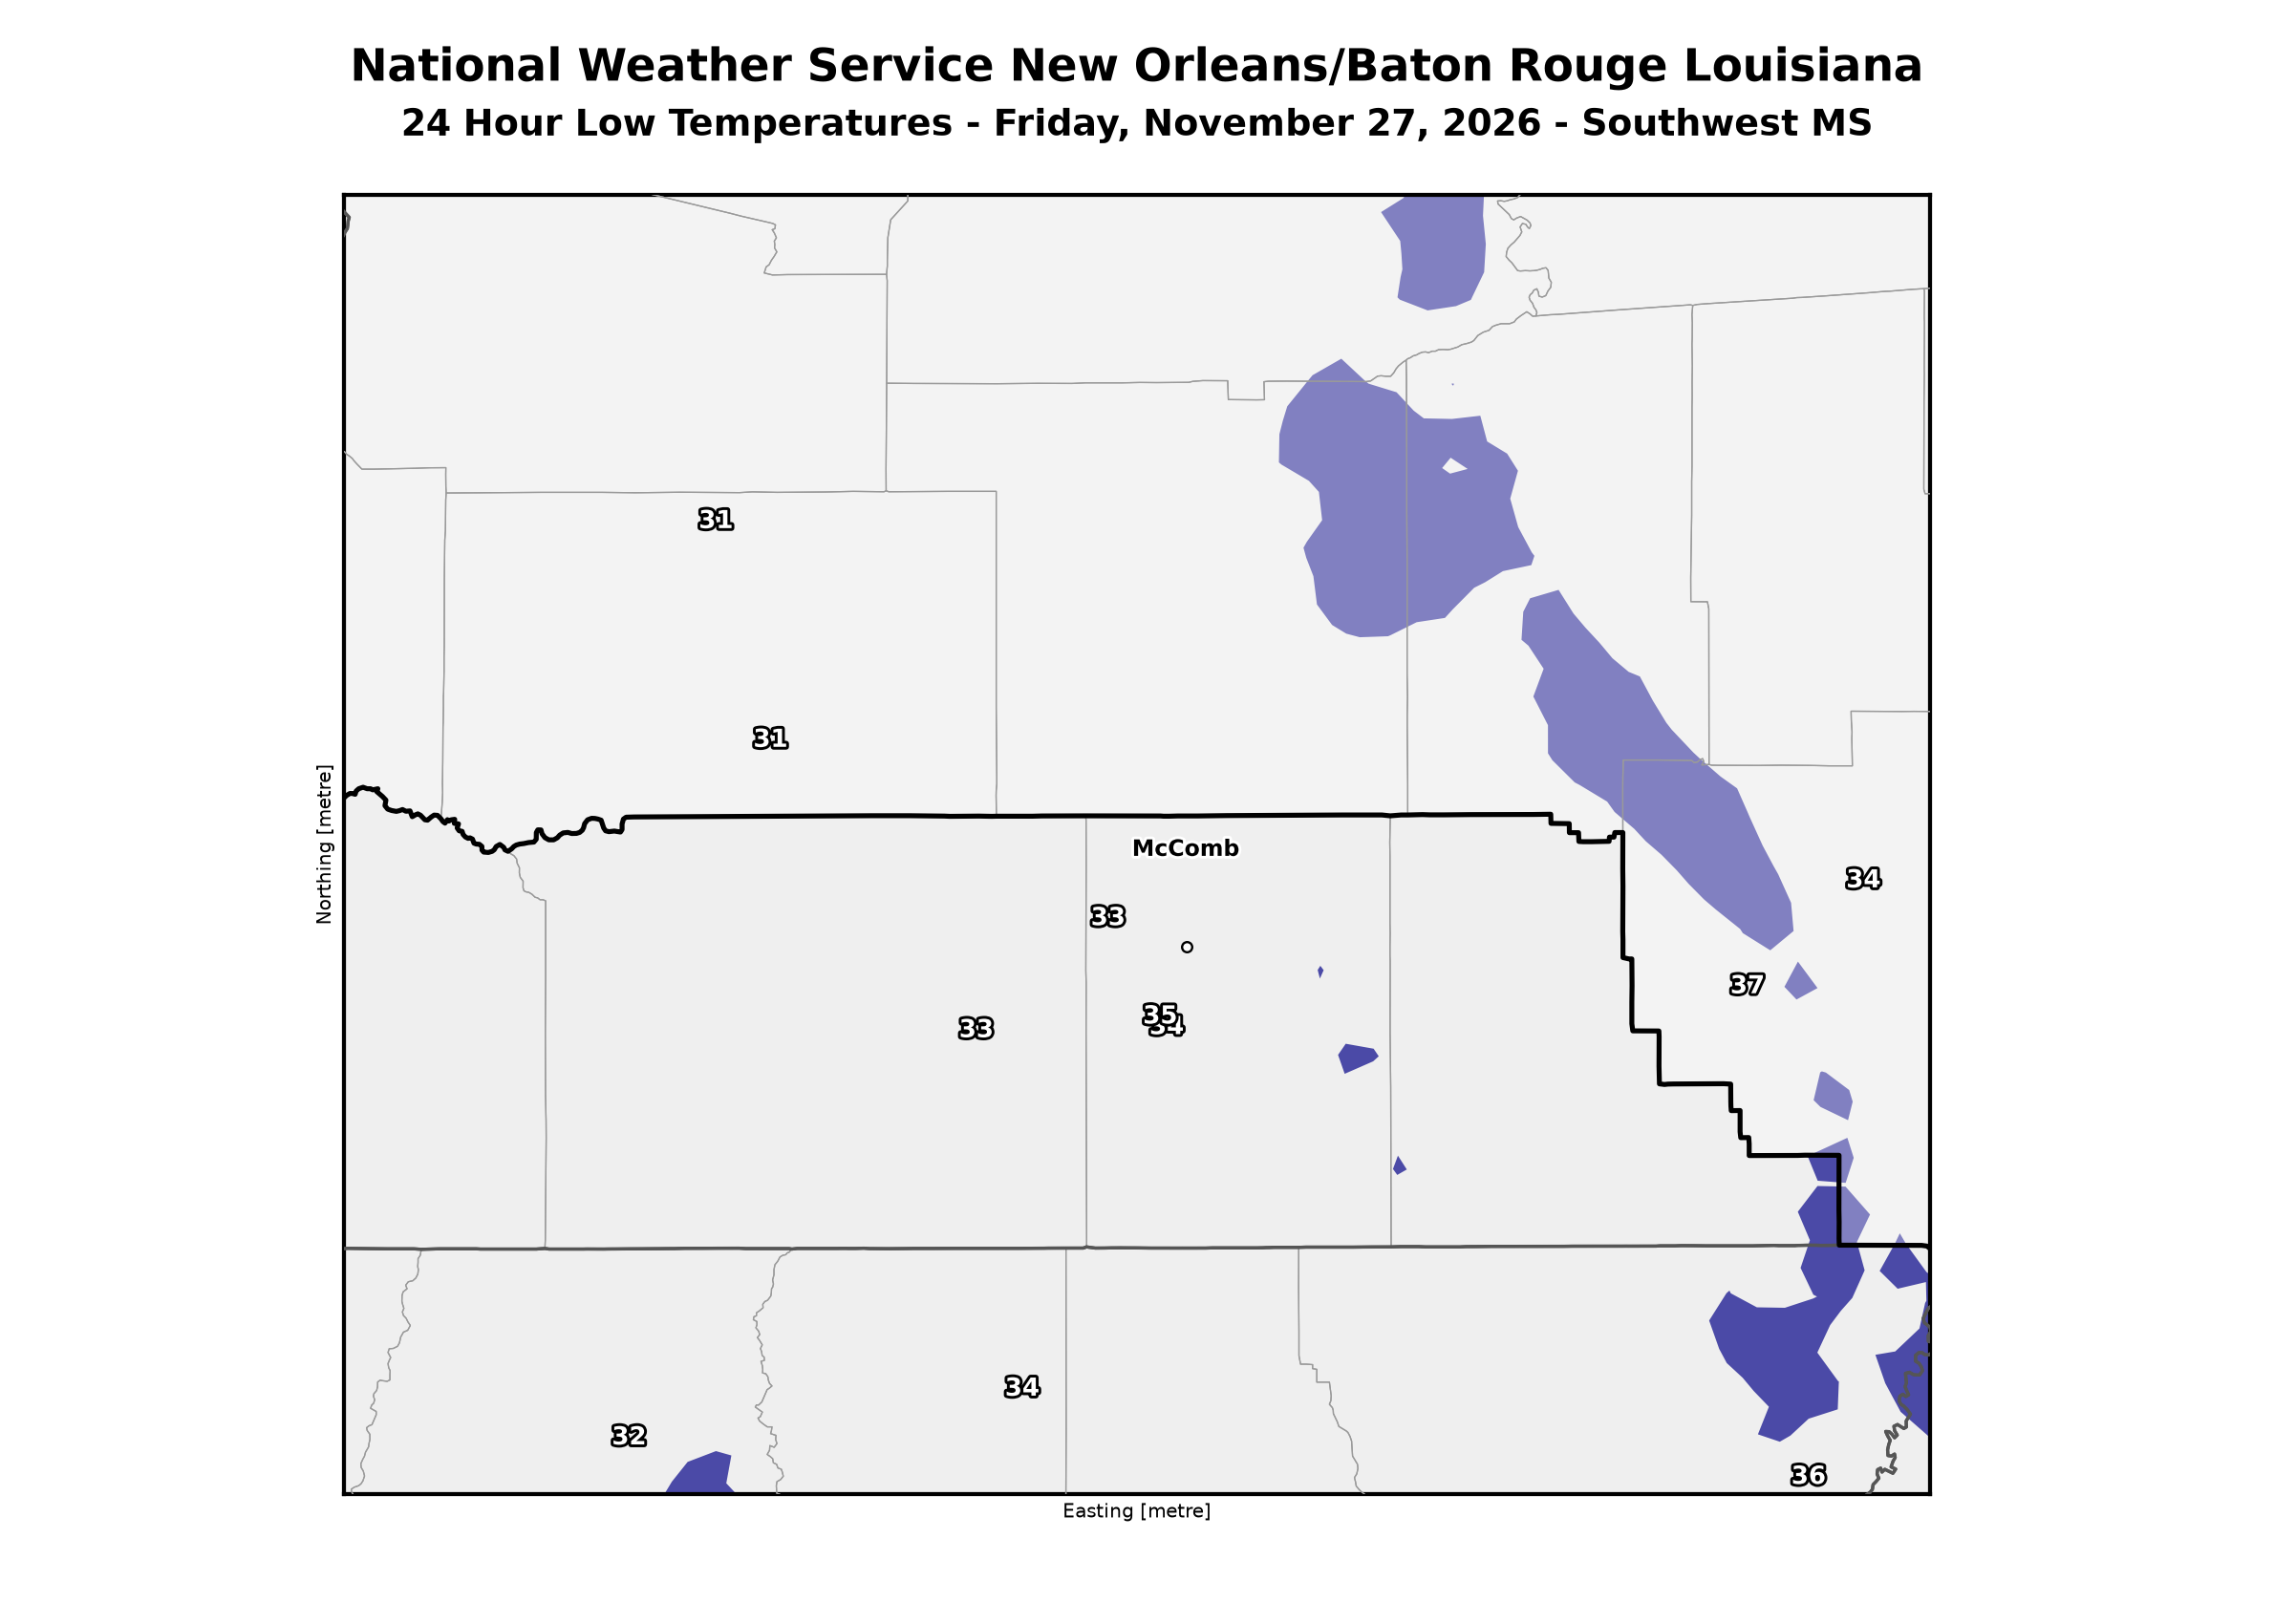 National Weather Service New Orleans/Baton Rouge Louisiana
24 Hour Low Temperatures - Friday, November 27, 2026 - Southwest MS
31
31
Northing [metre]
McComb
34
33
37
35
34
33
34
32
36
Easting [metre]